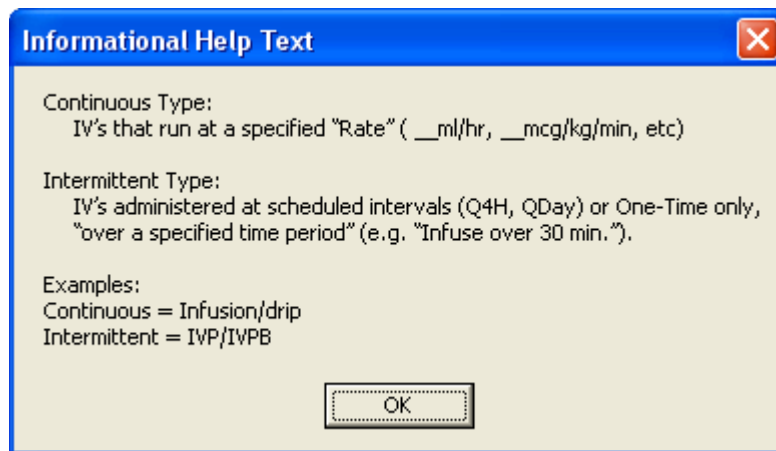 Informational Help Text
Continuous Type:
IV's that run at a specified "Rate" ( __ml/hr, __mcg/kg/min, etc)
Intermittent Type:
IV's administered at scheduled intervals (Q4H, QDay) or One-Time only,
"over a specified time period" (e.g. "Infuse over 30 min.").
Examples:
Continuous = Infusion/drip
Intermittent = IVP/IVPB
OK